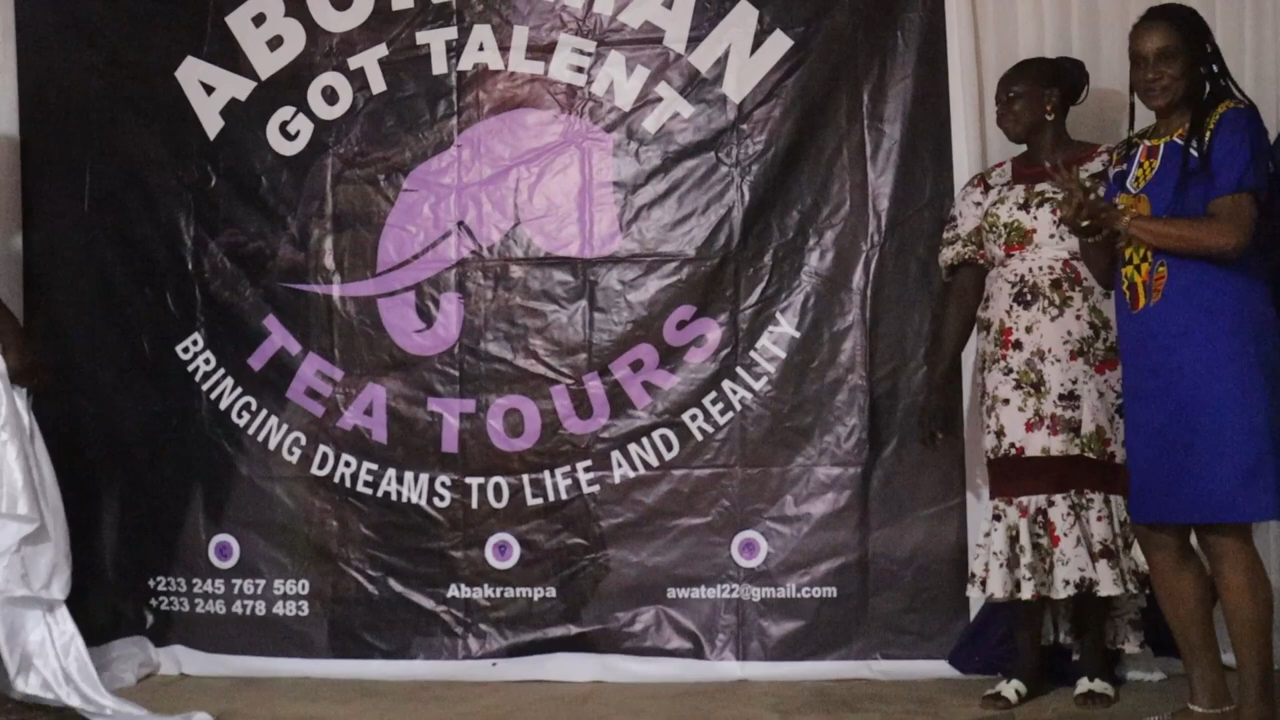 GOT TALENT
TEA TOURS
BRINGING DREAMS TO LIFE AND REALITY
+233 245 767 560
+233 246 478 483
Abakrampa
awatel22@gmail.com